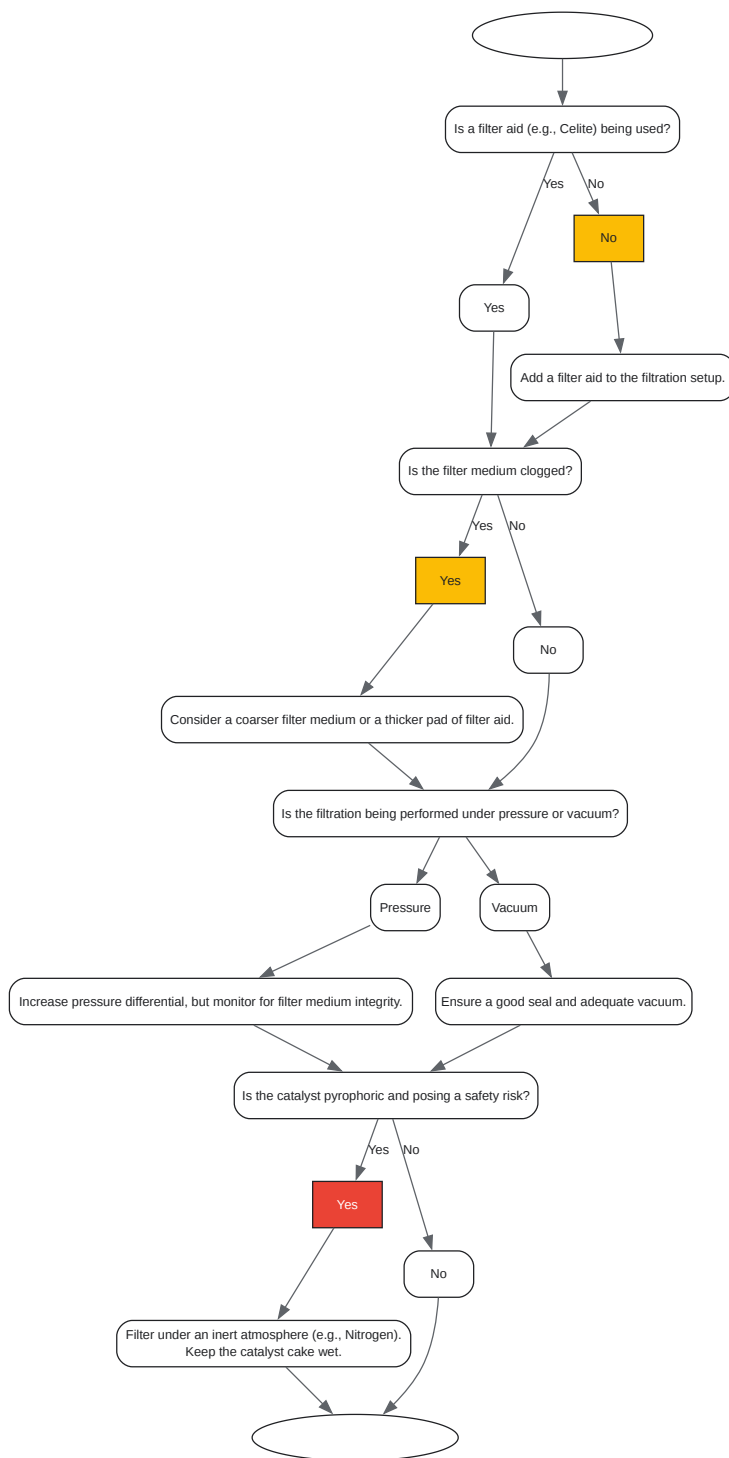 Is a filter aid (e.g., Celite) being used?
Yes
No
No
Yes
Add a filter aid to the filtration setup.
Is the filter medium clogged?
Yes
No
Yes
No
Consider a coarser filter medium or a thicker pad of filter aid.
Is the filtration being performed under pressure or vacuum?
Pressure
Vacuum
Increase pressure differential, but monitor for filter medium integrity.
Ensure a good seal and adequate vacuum.
Is the catalyst pyrophoric and posing a safety risk?
Yes
No
Yes
No
Filter under an inert atmosphere (e.g., Nitrogen).
Keep the catalyst cake wet.